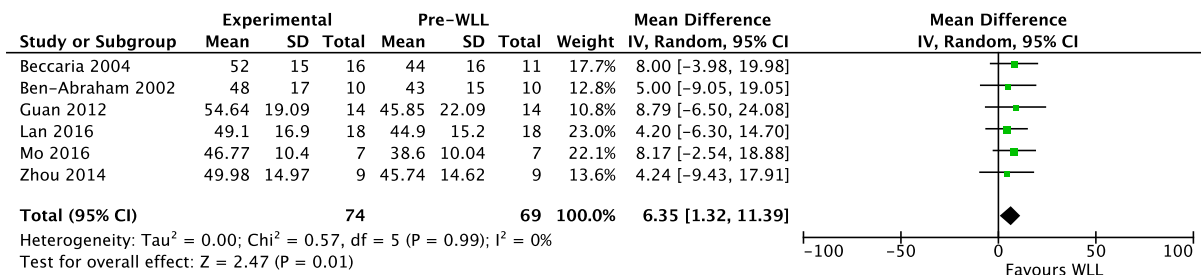 Experimental Pre-WLL Mean Difference Mean Difference
Study or Subgroup Mean SD Total Mean SD Total Weight IV, Random, 95% CI IV, Random, 95% CI
Beccaria 2004 52 15 16 44 16 11 17.7% 8.00 [-3.98, 19.98]
Ben-Abraham 2002 48 17 10 43 15 10 12.8% 5.00 [-9.05, 19.05]
Guan 2012 54.64 19.09 14 45.85 22.09 14 10.8% 8.79 [-6.50, 24.08]
Lan 2016 49.1 16.9 18 44.9 15.2 18 23.0% 4.20 [-6.30, 14.70]
Mo 2016 46.77 10.4 7 38.6 10.04 7 22.1% 8.17 [-2.54, 18.88]
Zhou 2014 49.98 14.97 9 45.74 14.62 9 13.6% 4.24 [-9.43, 17.91]
Total (95% CI) 74 69 100.0% 6.35 [1.32, 11.39]
Heterogeneity: Tau² = 0.00; Chi² = 0.57, df = 5 (P = 0.99); I² = 0%
Test for overall effect: Z = 2.47 (P = 0.01)
-100 -50 0 50 100
Favours WLL